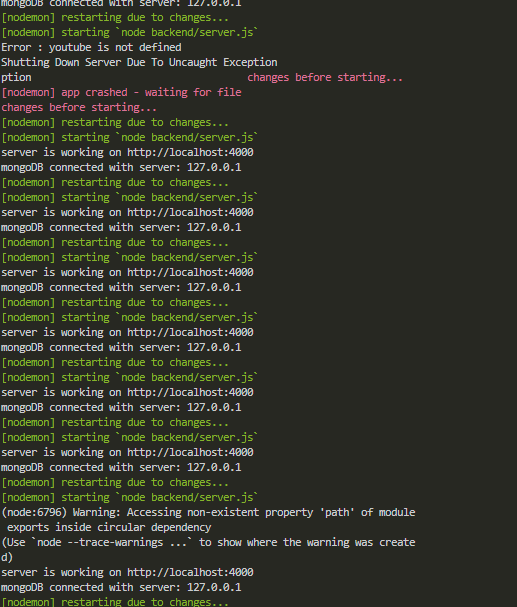 mongoDB connected with server: 127.0.0.1
[nodemon] restarting due to changes...
[nodemon] starting `node backend/server.js`
Error : youtube is not defined
Shutting Down Server Due To Uncaught Exception
ption changes before starting...
[nodemon] app crashed - waiting for file
changes before starting...
[nodemon] restarting due to changes...
[nodemon] starting `node backend/server.js`
server is working on http://localhost:4000
mongoDB connected with server: 127.0.0.1
[nodemon] restarting due to changes...
[nodemon] starting `node backend/server.js`
server is working on http://localhost:4000
mongoDB connected with server: 127.0.0.1
[nodemon] restarting due to changes...
[nodemon] starting `node backend/server.js`
server is working on http://localhost:4000
mongoDB connected with server: 127.0.0.1
[nodemon] restarting due to changes...
[nodemon] starting `node backend/server.js`
server is working on http://localhost:4000
mongoDB connected with server: 127.0.0.1
[nodemon] restarting due to changes...
[nodemon] starting `node backend/server.js`
server is working on http://localhost:4000
mongoDB connected with server: 127.0.0.1
[nodemon] restarting due to changes...
[nodemon] starting `node backend/server.js`
server is working on http://localhost:4000
mongoDB connected with server: 127.0.0.1
[nodemon] restarting due to changes...
[nodemon] starting `node backend/server.js`
(node:6796) Warning: Accessing non-existent property 'path' of module
 exports inside circular dependency
(Use `node --trace-warnings ...` to show where the warning was create
d)
server is working on http://localhost:4000
mongoDB connected with server: 127.0.0.1
[nodemon] restarting due to changes...